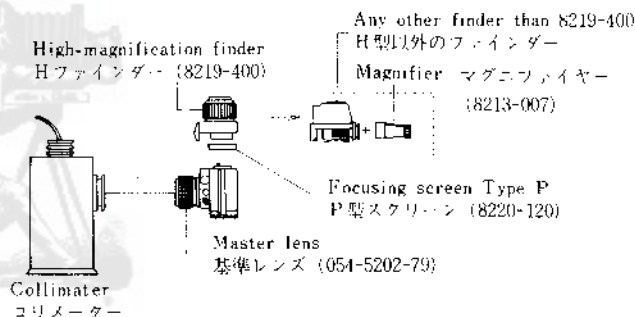 Any other finder than 8219-400
H型以外のファインダー
High-magnification finder
Hファインダー (8219-400)
Magnifier マグニファイヤー
(8213-007)
Focusing screen Type P
P型スクリーン (8220-120)
Master lens
基準レンズ (054-5202-79)
Collimater
コリメーター